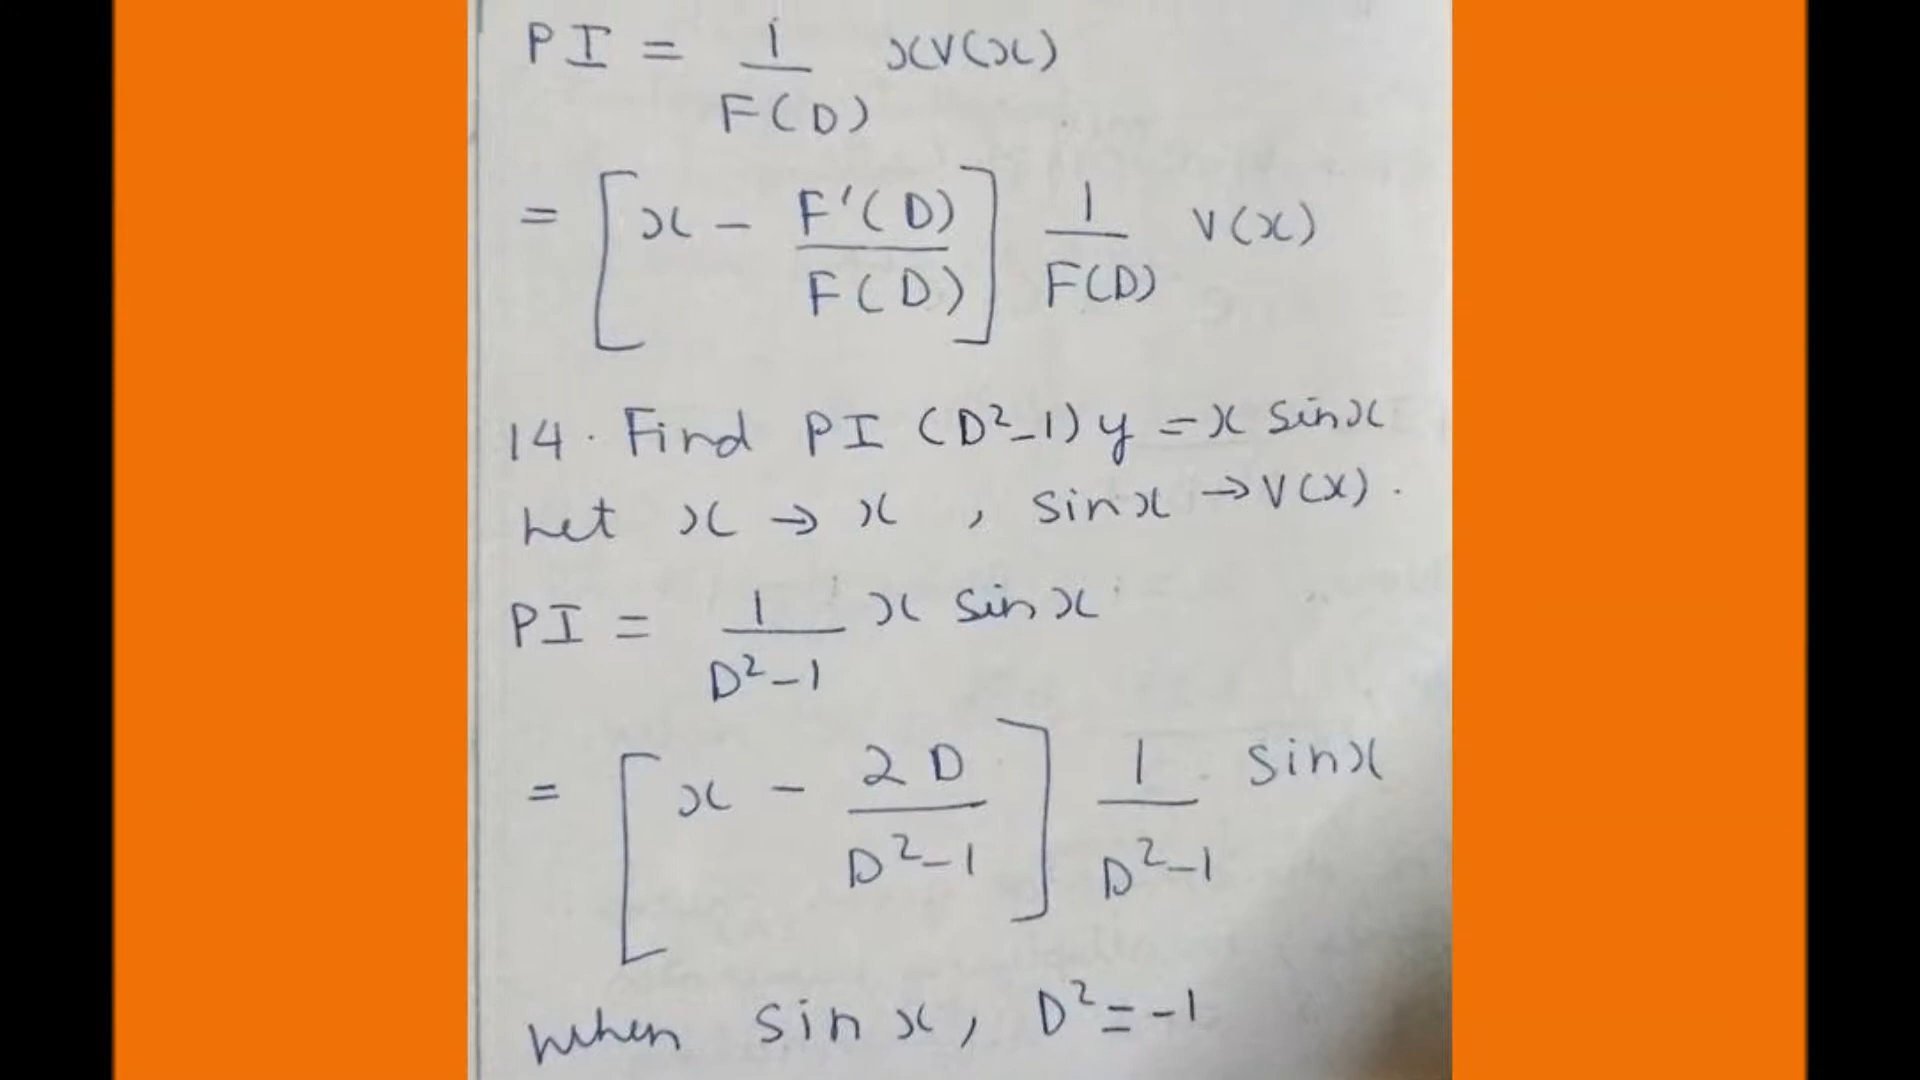 PI = 1/F(D) xV(x)
= [x - F'(D)/F(D)] 1/F(D) V(x)
14. Find PI (D²-1)y = x sinx
Let x → x , sinx → V(x).
PI = 1/D²-1 x sinx
= [x - 2D/D²-1] 1/D²-1 sinx
when sinx, D² = -1